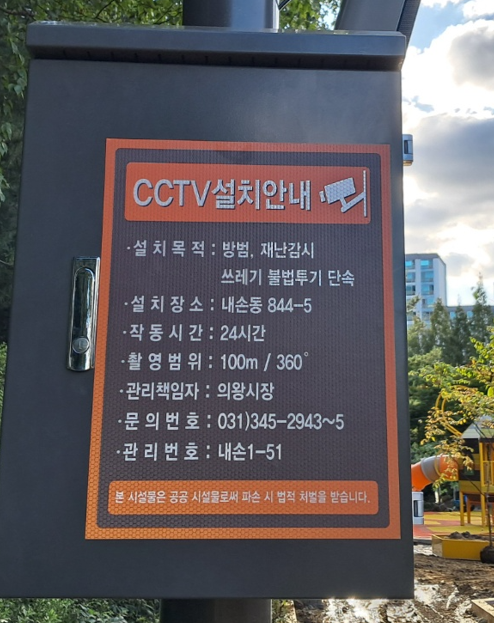 CCTV설치안내
·설 치 목 적 : 방범, 재난감시
쓰레기 불법투기 단속
·설 치 장 소 : 내손동 844-5
·작 동 시 간 : 24시간
·촬 영 범 위 : 100m / 360°
·관리책임자 : 의왕시장
·문 의 번 호 : 031)345-2943~5
·관 리 번 호 : 내손1-51
본 시설물은 공공 시설물로써 파손 시 법적 처벌을 받습니다.